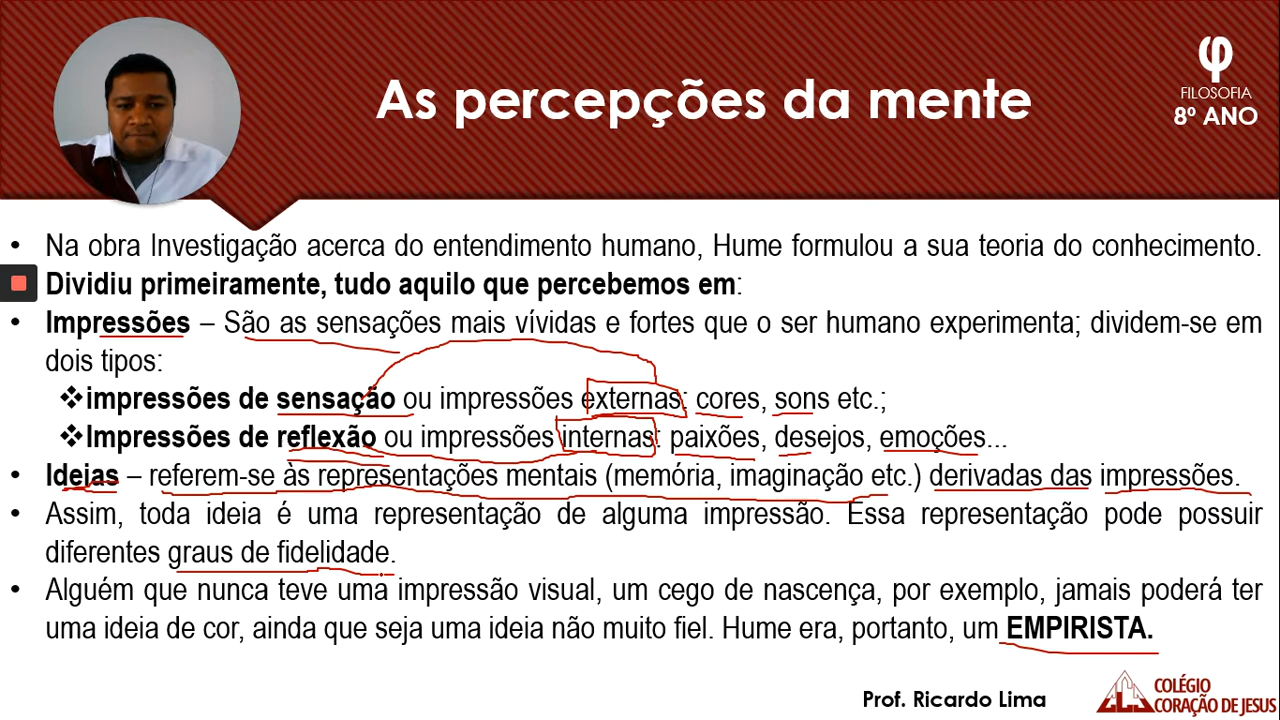 As percepções da mente
φ
FILOSOFIA
8º ANO
• Na obra Investigação acerca do entendimento humano, Hume formulou a sua teoria do conhecimento.
Dividiu primeiramente, tudo aquilo que percebemos em:
• Impressões – São as sensações mais vívidas e fortes que o ser humano experimenta; dividem-se em
dois tipos:
❖impressões de sensação ou impressões externas: cores, sons etc.;
❖Impressões de reflexão ou impressões internas: paixões, desejos, emoções...
• Ideias – referem-se às representações mentais (memória, imaginação etc.) derivadas das impressões.
• Assim, toda ideia é uma representação de alguma impressão. Essa representação pode possuir
diferentes graus de fidelidade.
• Alguém que nunca teve uma impressão visual, um cego de nascença, por exemplo, jamais poderá ter
uma ideia de cor, ainda que seja uma ideia não muito fiel. Hume era, portanto, um EMPIRISTA.
Prof. Ricardo Lima
COLÉGIO
CORAÇÃO DE JESUS